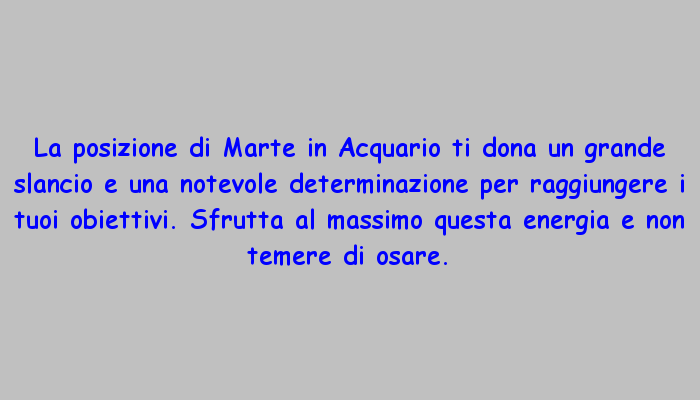 La posizione di Marte in Acquario ti dona un grande
slancio e una notevole determinazione per raggiungere i
tuoi obiettivi. Sfrutta al massimo questa energia e non
temere di osare.